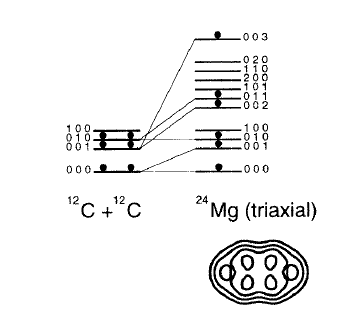 0 0 3
0 2 0
1 1 0
2 0 0
1 0 1
0 1 1
0 0 2
1 0 0
0 1 0
0 0 1
0 0 0
1 0 0
0 1 0
0 0 1
0 0 0
12C + 12C
24Mg (triaxial)